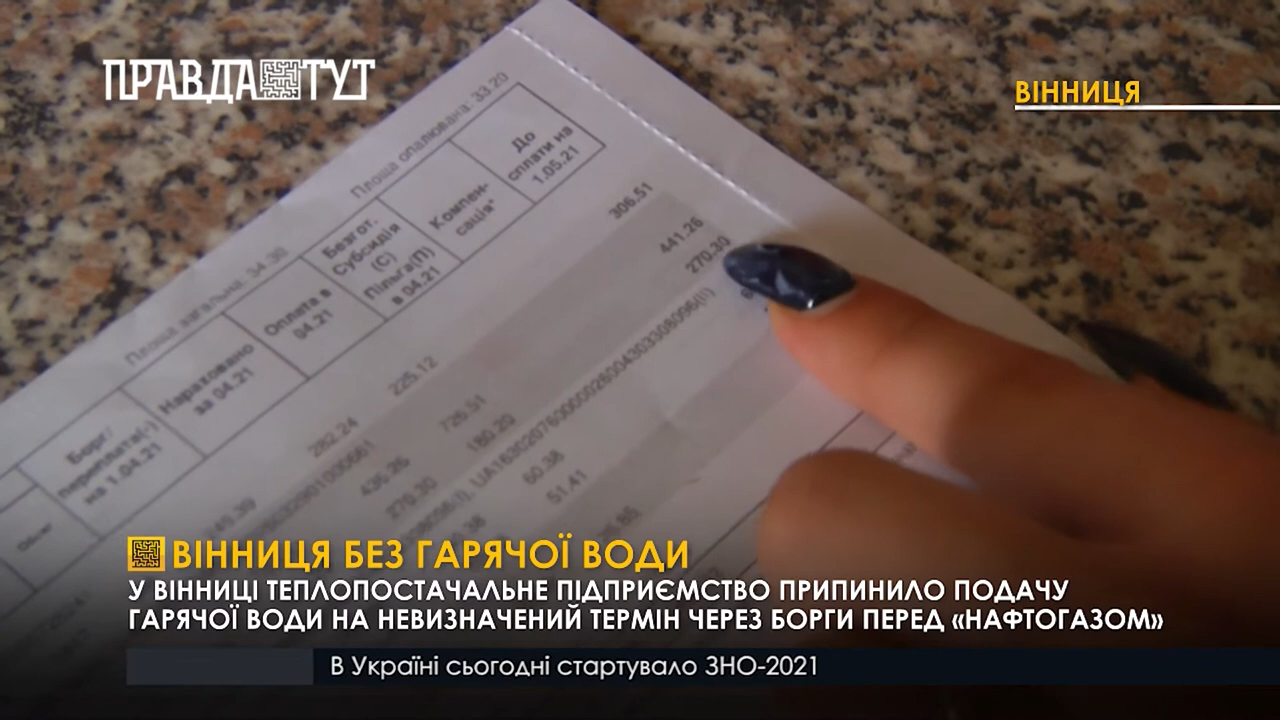 ПРАВДА ТУТ
ВІННИЦЯ
Площа загальна: 34.30
Площа опалювана: 33.20
Борг/
переплата(-)
на 1.04.21
Нараховано
за 04.21
Оплата в
04.21
Безгот.
Субсидія
(С)
Пільга(П)
в 04.21
Компен-
сація*
До
сплати на
1.05.21
282.24
225.12
306.51
726.51
441.26
436.26
180.20
270.30
279.30
60.38
51.41
ВІННИЦЯ БЕЗ ГАРЯЧОЇ ВОДИ
У ВІННИЦІ ТЕПЛОПОСТАЧАЛЬНЕ ПІДПРИЄМСТВО ПРИПИНИЛО ПОДАЧУ
ГАРЯЧОЇ ВОДИ НА НЕВИЗНАЧЕНИЙ ТЕРМІН ЧЕРЕЗ БОРГИ ПЕРЕД «НАФТОГАЗОМ»
В Україні сьогодні стартувало ЗНО-2021